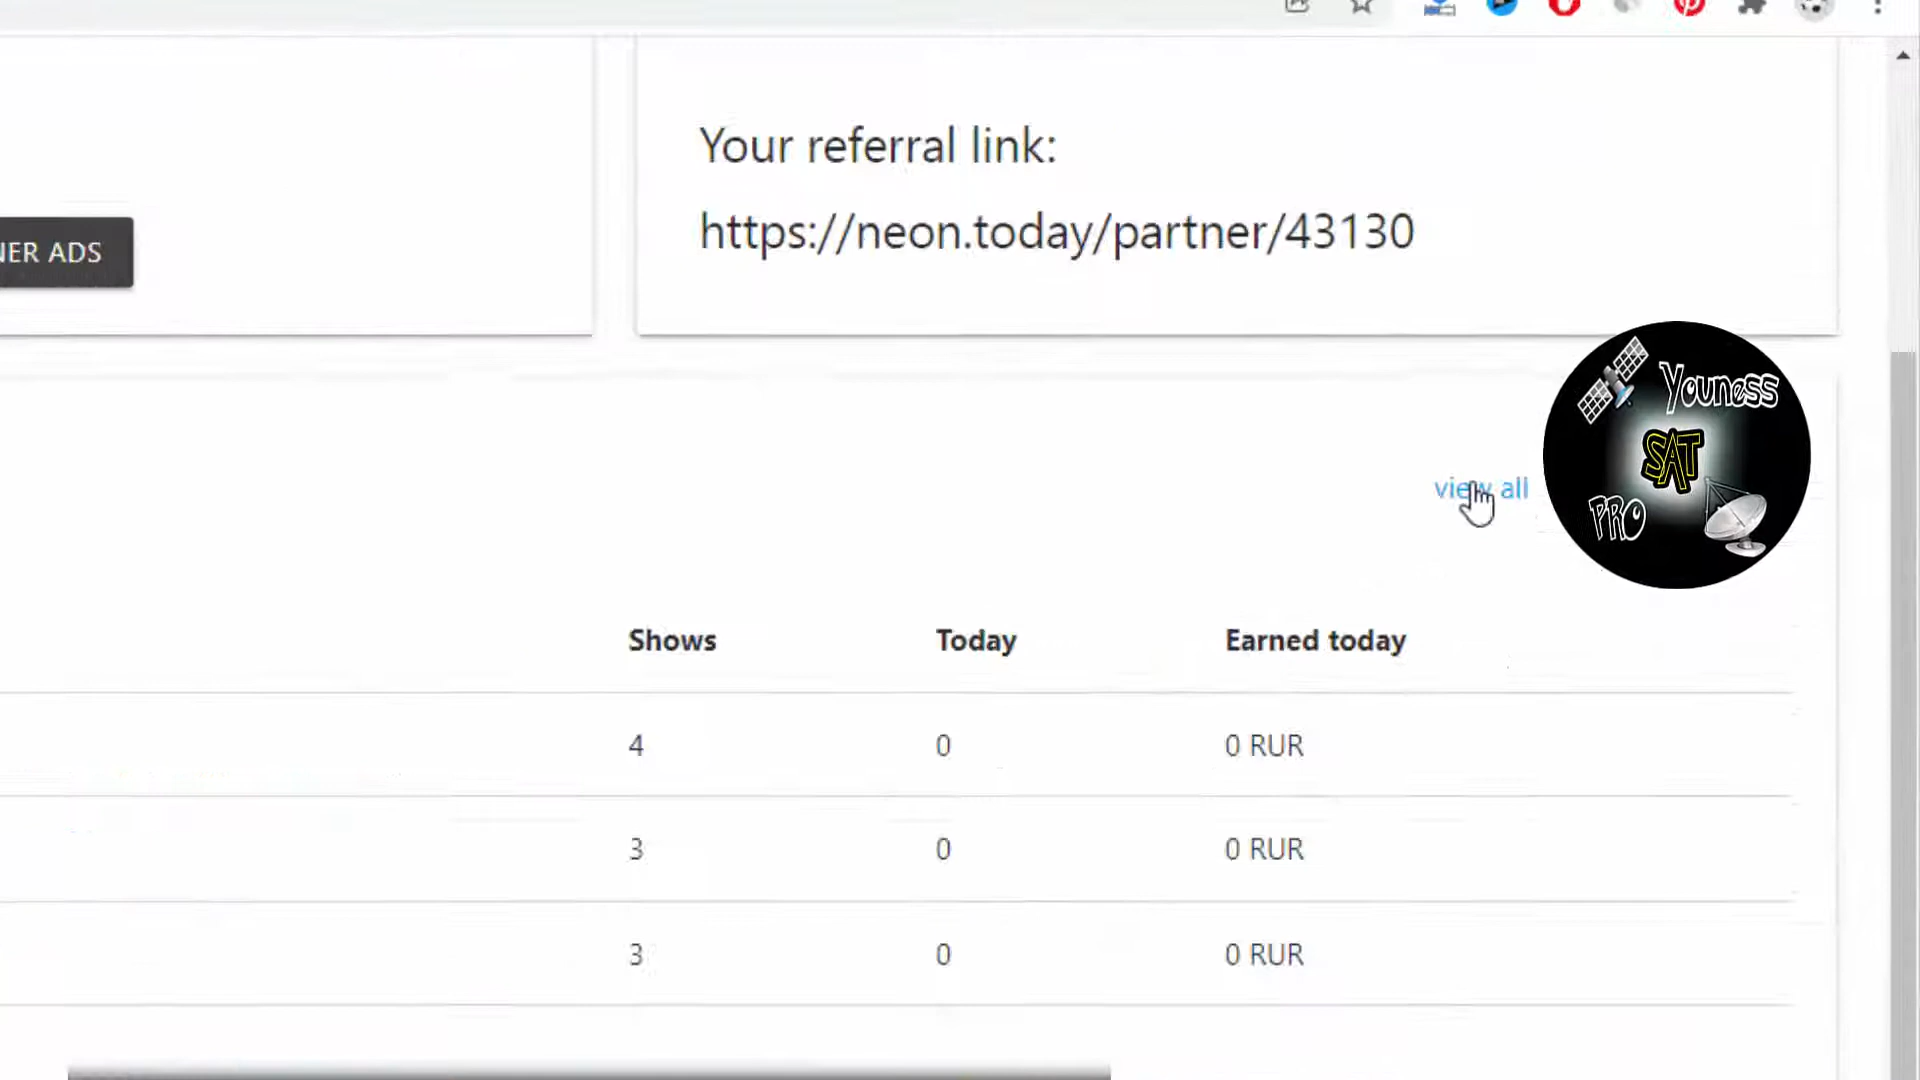 Your referral link:
https://neon.today/partner/43130
NER ADS
Youness
SAT
PRO
view all
Shows Today Earned today
4 0 0 RUR
3 0 0 RUR
3 0 0 RUR